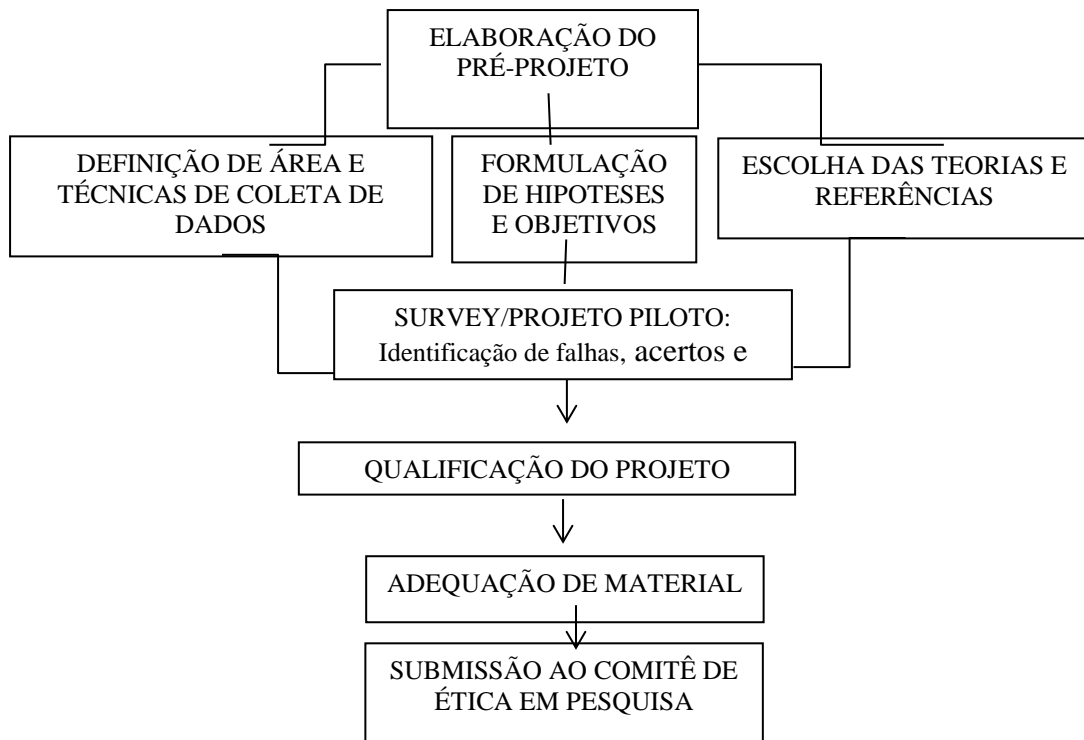 ELABORAÇÃO DO
PRÉ-PROJETO
DEFINIÇÃO DE ÁREA E
TÉCNICAS DE COLETA DE
DADOS
FORMULAÇÃO
DE HIPOTESES
E OBJETIVOS
ESCOLHA DAS TEORIAS E
REFERÊNCIAS
SURVEY/PROJETO PILOTO:
Identificação de falhas, acertos e
QUALIFICAÇÃO DO PROJETO
ADEQUAÇÃO DE MATERIAL
SUBMISSÃO AO COMITÊ DE
ÉTICA EM PESQUISA